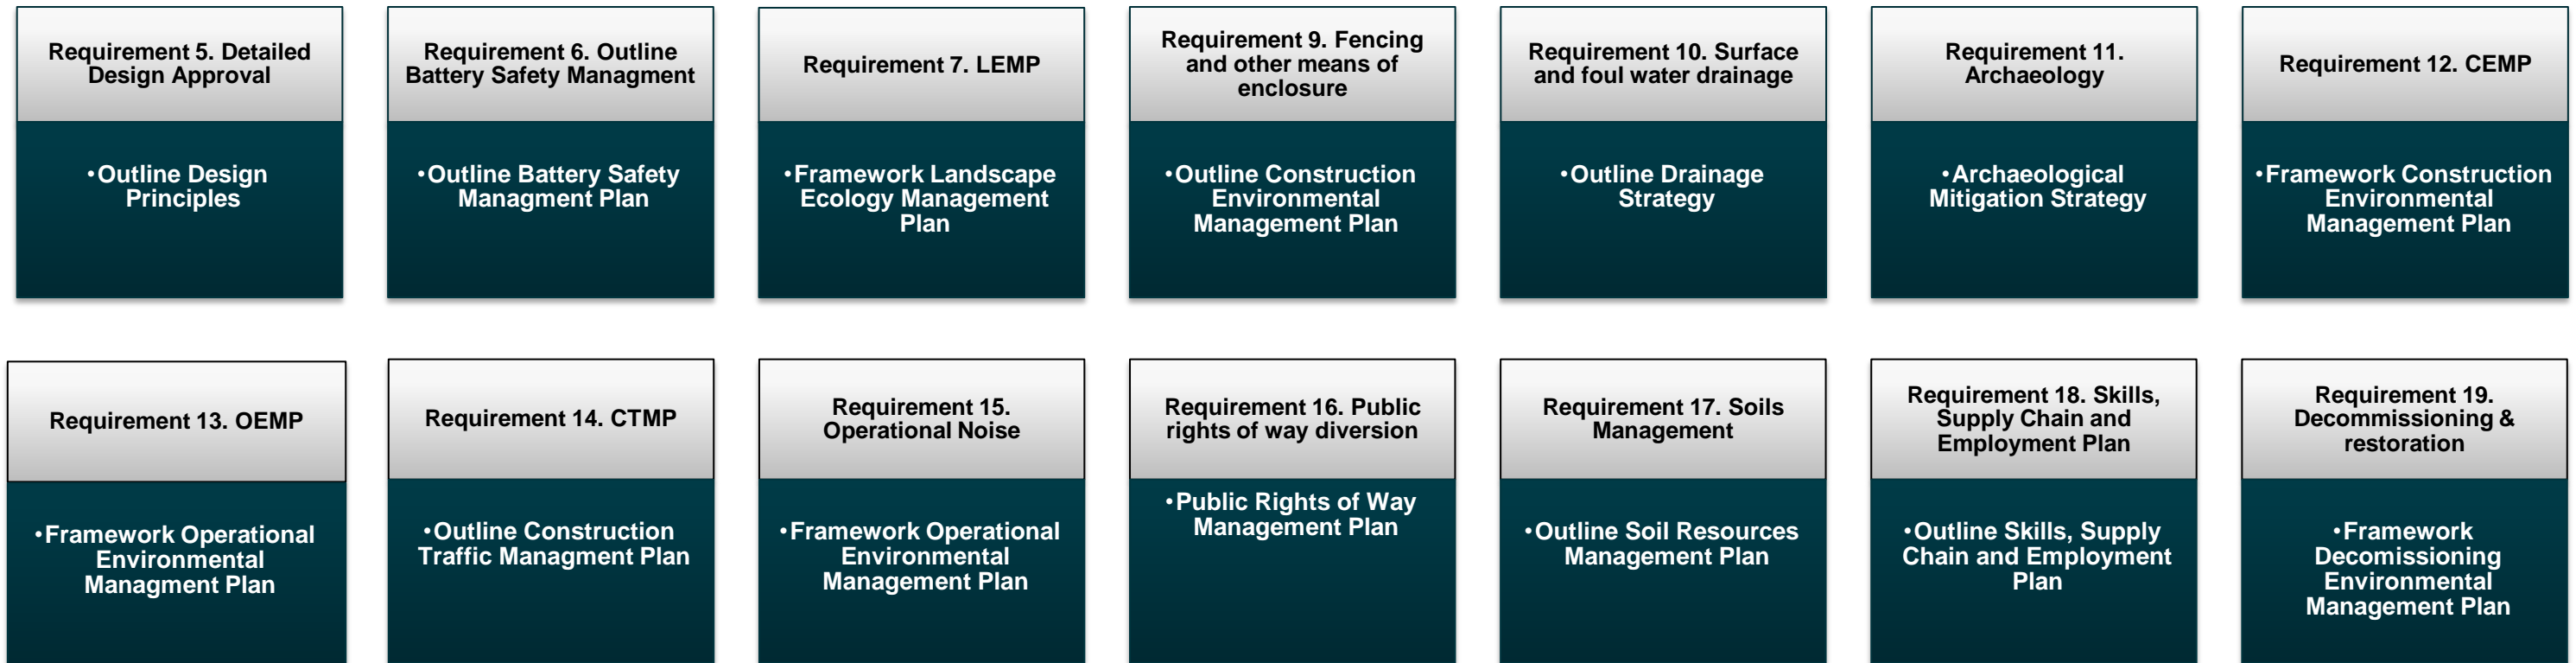 Requirement 5. Detailed
Design Approval
•Outline Design
Principles
Requirement 6. Outline
Battery Safety Managment
•Outline Battery Safety
Managment Plan
Requirement 7. LEMP
•Framework Landscape
Ecology Management
Plan
Requirement 9. Fencing
and other means of
enclosure
•Outline Construction
Environmental
Management Plan
Requirement 10. Surface
and foul water drainage
•Outline Drainage
Strategy
Requirement 11.
Archaeology
•Archaeological
Mitigation Strategy
Requirement 12. CEMP
•Framework Construction
Environmental
Management Plan
Requirement 13. OEMP
•Framework Operational
Environmental
Managment Plan
Requirement 14. CTMP
•Outline Construction
Traffic Managment Plan
Requirement 15.
Operational Noise
•Framework Operational
Environmental
Management Plan
Requirement 16. Public
rights of way diversion
•Public Rights of Way
Management Plan
Requirement 17. Soils
Management
•Outline Soil Resources
Management Plan
Requirement 18. Skills,
Supply Chain and
Employment Plan
•Outline Skills, Supply
Chain and Employment
Plan
Requirement 19.
Decommissioning &
restoration
•Framework
Decomissioning
Environmental
Management Plan